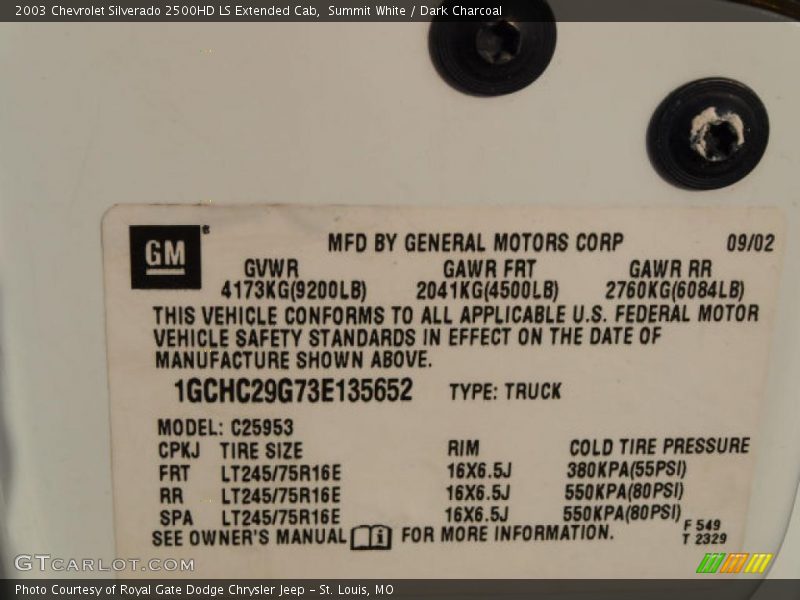 2003 Chevrolet Silverado 2500HD LS Extended Cab, Summit White / Dark Charcoal
GM®
MFD BY GENERAL MOTORS CORP 09/02
GVWR GAWR FRT GAWR RR
4173KG(9200LB) 2041KG(4500LB) 2760KG(6084LB)
THIS VEHICLE CONFORMS TO ALL APPLICABLE U.S. FEDERAL MOTOR
VEHICLE SAFETY STANDARDS IN EFFECT ON THE DATE OF
MANUFACTURE SHOWN ABOVE.
1GCHC29G73E135652 TYPE: TRUCK
MODEL: C25953
CPKJ TIRE SIZE RIM COLD TIRE PRESSURE
FRT LT245/75R16E 16X6.5J 380KPA(55PSI)
RR LT245/75R16E 16X6.5J 550KPA(80PSI)
SPA LT245/75R16E 16X6.5J 550KPA(80PSI)
SEE OWNER'S MANUAL i FOR MORE INFORMATION.
F 549
T 2329
GTCARLOT.COM
Photo Courtesy of Royal Gate Dodge Chrysler Jeep - St. Louis, MO